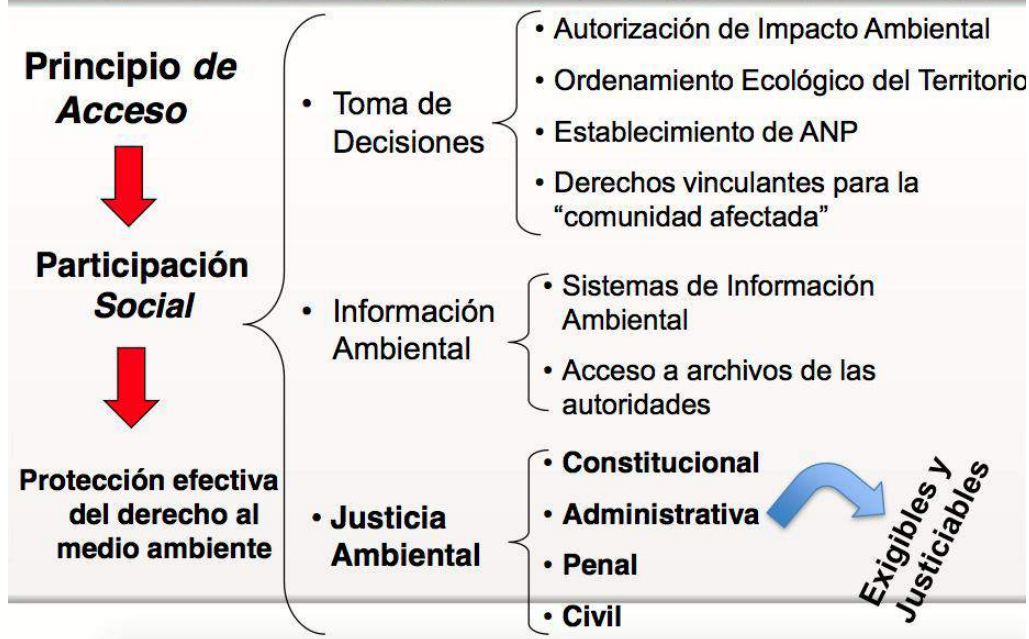 Principio de
Acceso
Participación
Social
Protección efectiva
del derecho al
medio ambiente
• Toma de
Decisiones
• Autorización de Impacto Ambiental
• Ordenamiento Ecológico del Territorio
• Establecimiento de ANP
• Derechos vinculantes para la
“comunidad afectada”
• Información
Ambiental
• Sistemas de Información
Ambiental
• Acceso a archivos de las
autoridades
• Justicia
Ambiental
• Constitucional
• Administrativa
• Penal
• Civil
Exigibles y
Justiciables